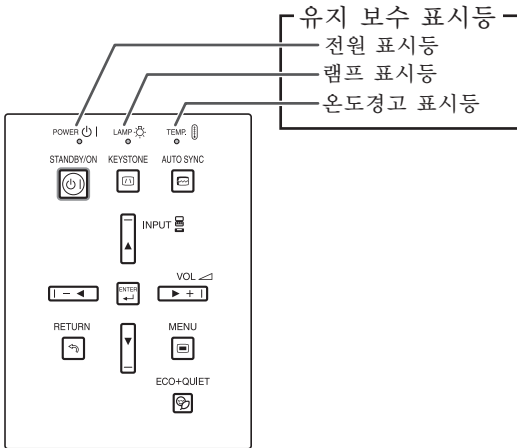 유지 보수 표시등
전원 표시등
램프 표시등
온도경고 표시등
POWER LAMP TEMP.
STANDBY/ON KEYSTONE AUTO SYNC
INPUT
VOL
ENTER
RETURN MENU
ECO+QUIET